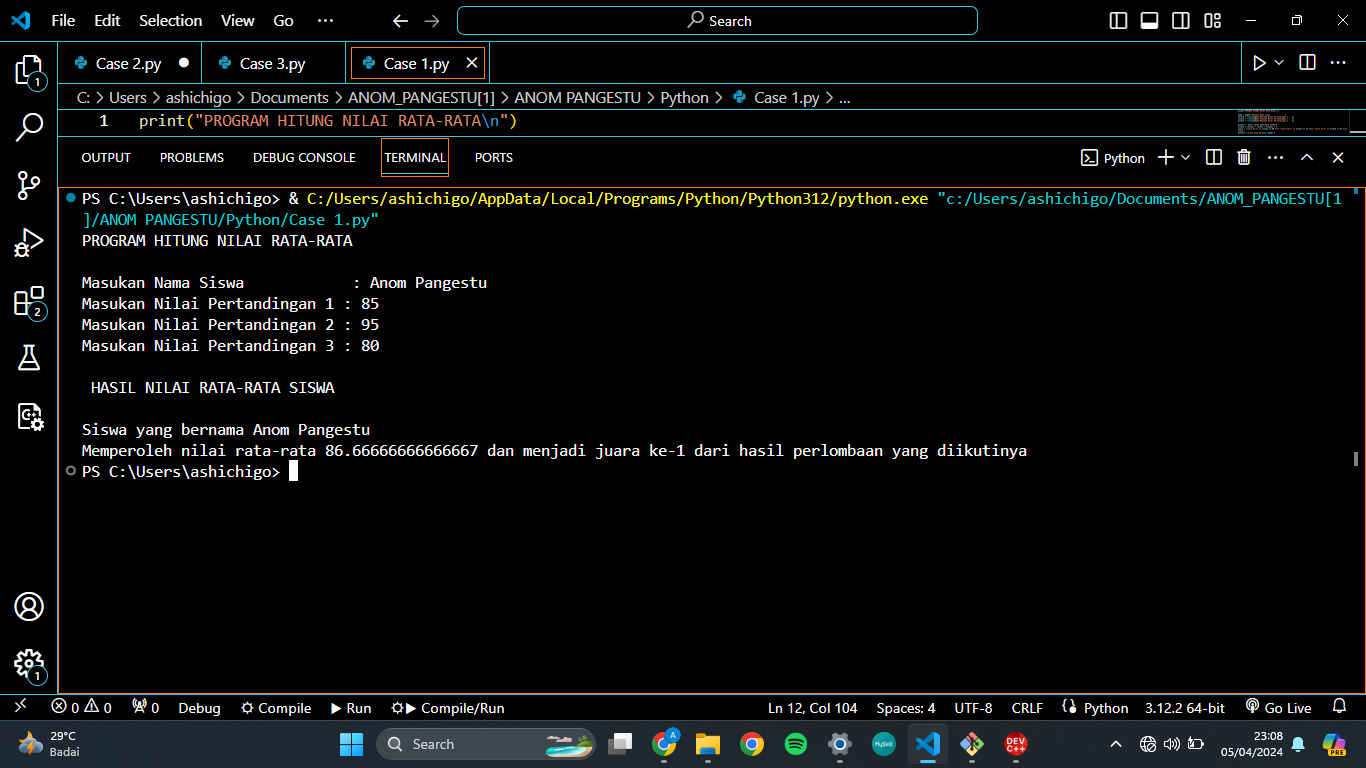 File Edit Selection View Go ··· Search
1
Case 2.py Case 3.py Case 1.py
C: > Users > ashichigo > Documents > ANOM_PANGESTU[1] > ANOM PANGESTU > Python > Case 1.py > ...
1 print("PROGRAM HITUNG NILAI RATA-RATA\n")
OUTPUT PROBLEMS DEBUG CONSOLE TERMINAL PORTS Python
PS C:\Users\ashichigo> & C:/Users/ashichigo/AppData/Local/Programs/Python/Python312/python.exe "c:/Users/ashichigo/Documents/ANOM_PANGESTU[1
]/ANOM PANGESTU/Python/Case 1.py"
PROGRAM HITUNG NILAI RATA-RATA
Masukan Nama Siswa : Anom Pangestu
Masukan Nilai Pertandingan 1 : 85
2
Masukan Nilai Pertandingan 2 : 95
Masukan Nilai Pertandingan 3 : 80
HASIL NILAI RATA-RATA SISWA
Siswa yang bernama Anom Pangestu
Memperoleh nilai rata-rata 86.66666666666667 dan menjadi juara ke-1 dari hasil perlombaan yang diikutinya
PS C:\Users\ashichigo>
1
0 0 0 Debug Compile Run Compile/Run Ln 12, Col 104 Spaces: 4 UTF-8 CRLF Python 3.12.2 64-bit Go Live
29°C
Badai
Search
A
MySkill
DEV
C++
23:08
05/04/2024
PRE